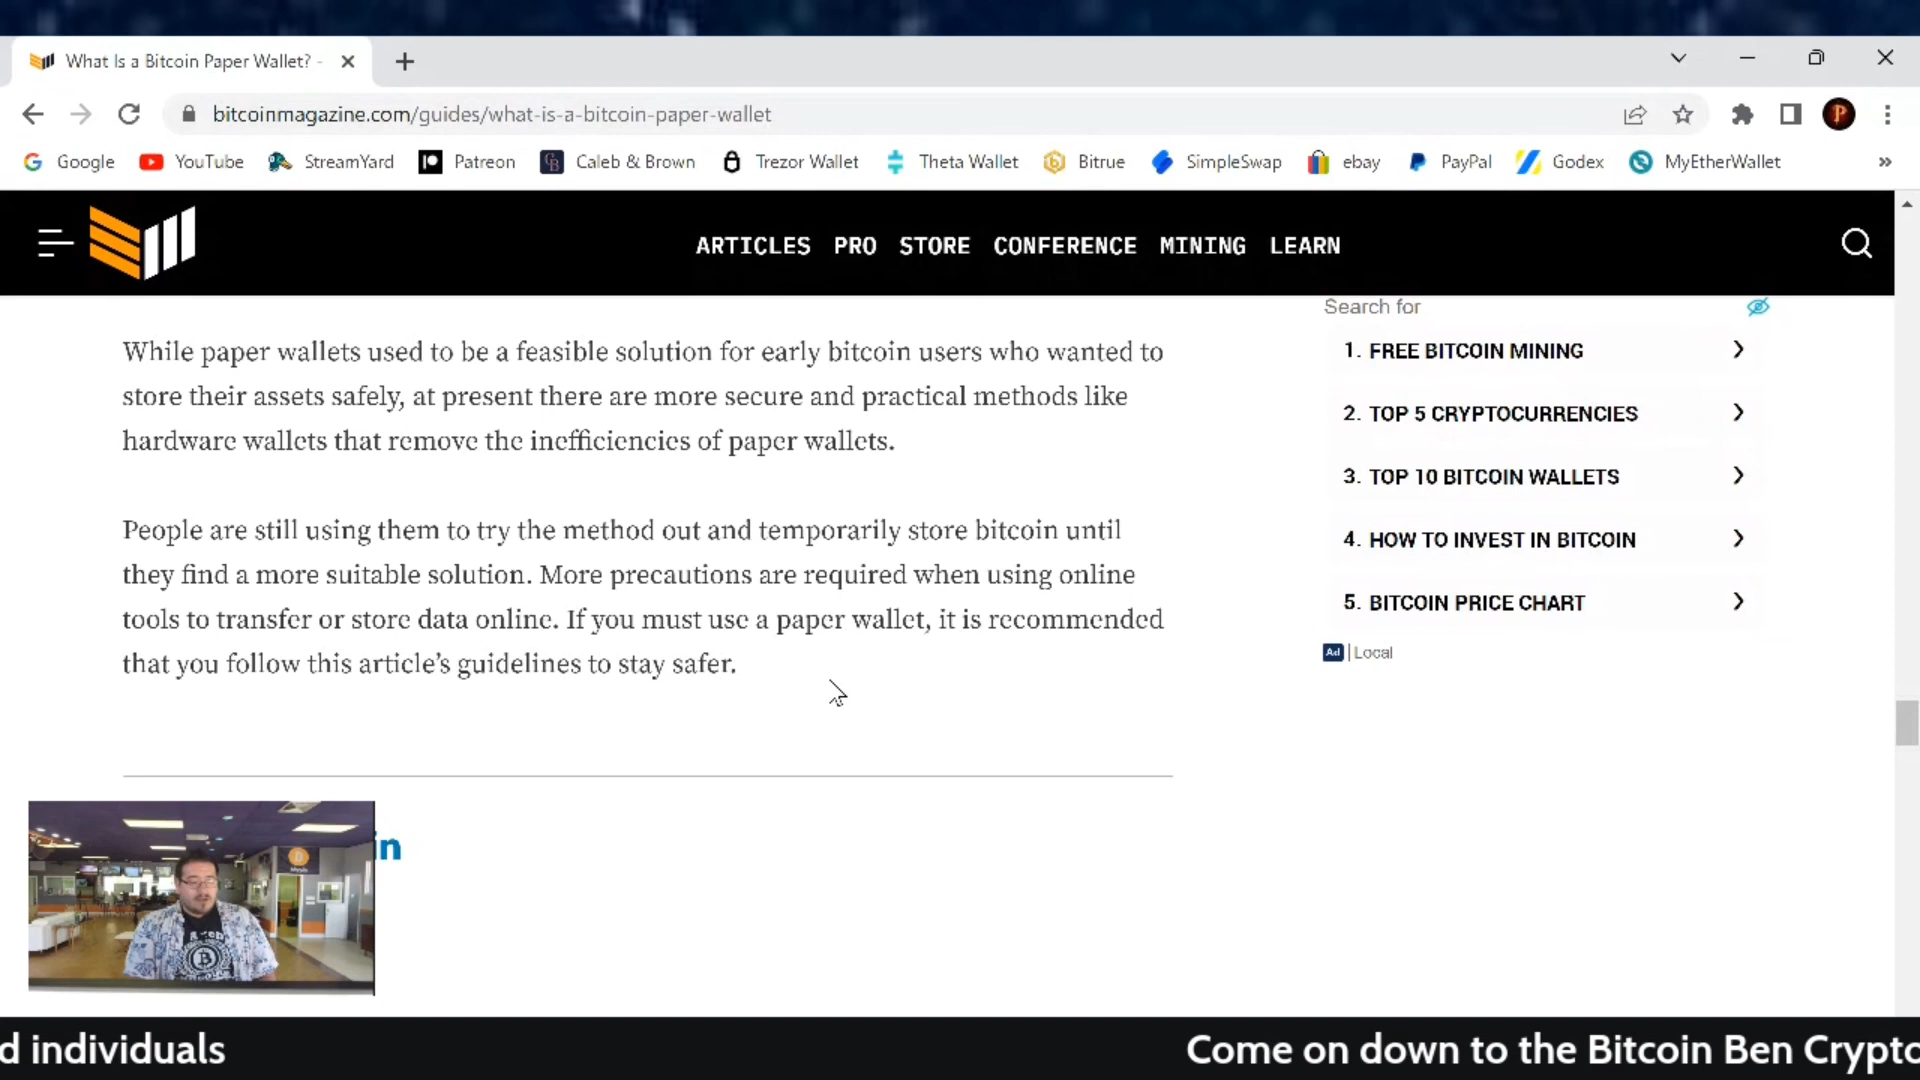 What Is a Bitcoin Paper Wallet? -
bitcoinmagazine.com/guides/what-is-a-bitcoin-paper-wallet
Google YouTube StreamYard Patreon Caleb & Brown Trezor Wallet Theta Wallet Bitrue SimpleSwap ebay PayPal Godex MyEtherWallet
ARTICLES PRO STORE CONFERENCE MINING LEARN
While paper wallets used to be a feasible solution for early bitcoin users who wanted to
store their assets safely, at present there are more secure and practical methods like
hardware wallets that remove the inefficiencies of paper wallets.
People are still using them to try the method out and temporarily store bitcoin until
they find a more suitable solution. More precautions are required when using online
tools to transfer or store data online. If you must use a paper wallet, it is recommended
that you follow this article’s guidelines to stay safer.
Search for
1. FREE BITCOIN MINING
2. TOP 5 CRYPTOCURRENCIES
3. TOP 10 BITCOIN WALLETS
4. HOW TO INVEST IN BITCOIN
5. BITCOIN PRICE CHART
Ad | Local
in
d individuals
Come on down to the Bitcoin Ben Crypto